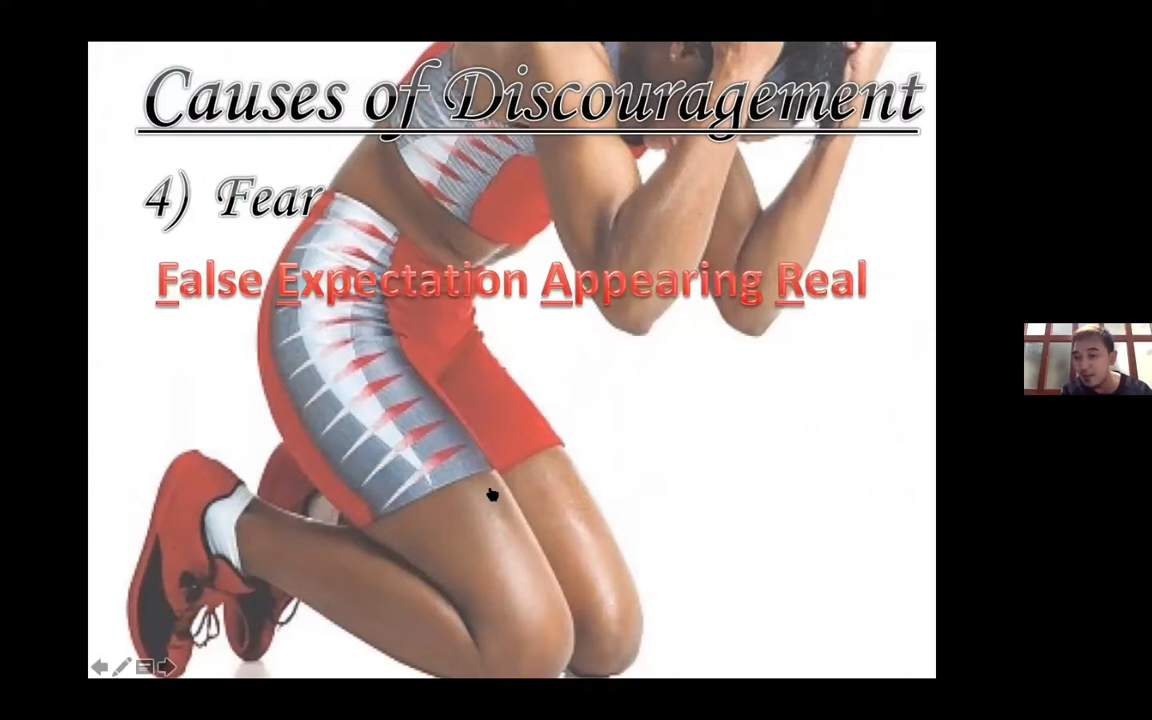 Causes of Discouragement
4) Fear
False Expectation Appearing Real